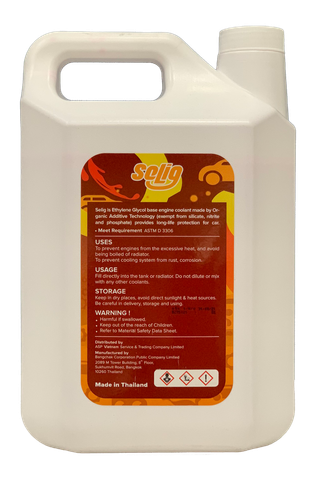 Selig
Selig is Ethylene Glycol base engine coolant made by Or-
ganic Additive Technology (exempt from silicate, nitrite
and phosphate) provides long-life protection for car.
• Meet Requirement ASTM D 3306
USES
To prevent engines from the excessive heat, and avoid
being boiled of radiator.
To prevent cooling system from rust, corrosion.
USAGE
Fill directly into the tank or radiator. Do not dilute or mix
with any other coolants.
STORAGE
Keep in dry places, avoid direct sunlight & heat sources.
Be careful in delivery, storage and using.
WARNING !
• Harmful if swallowed.
• Keep out of the reach of Children.
• Refer to Material Safety Data Sheet.
Distributed by
ASP Vietnam Service & Trading Company Limited
Manufactured by
Bangchak Corporation Public Company Limited
2098 M Tower Building, 8th Floor,
Sukhumvit Road, Bangkok
10260 Thailand
Made in Thailand